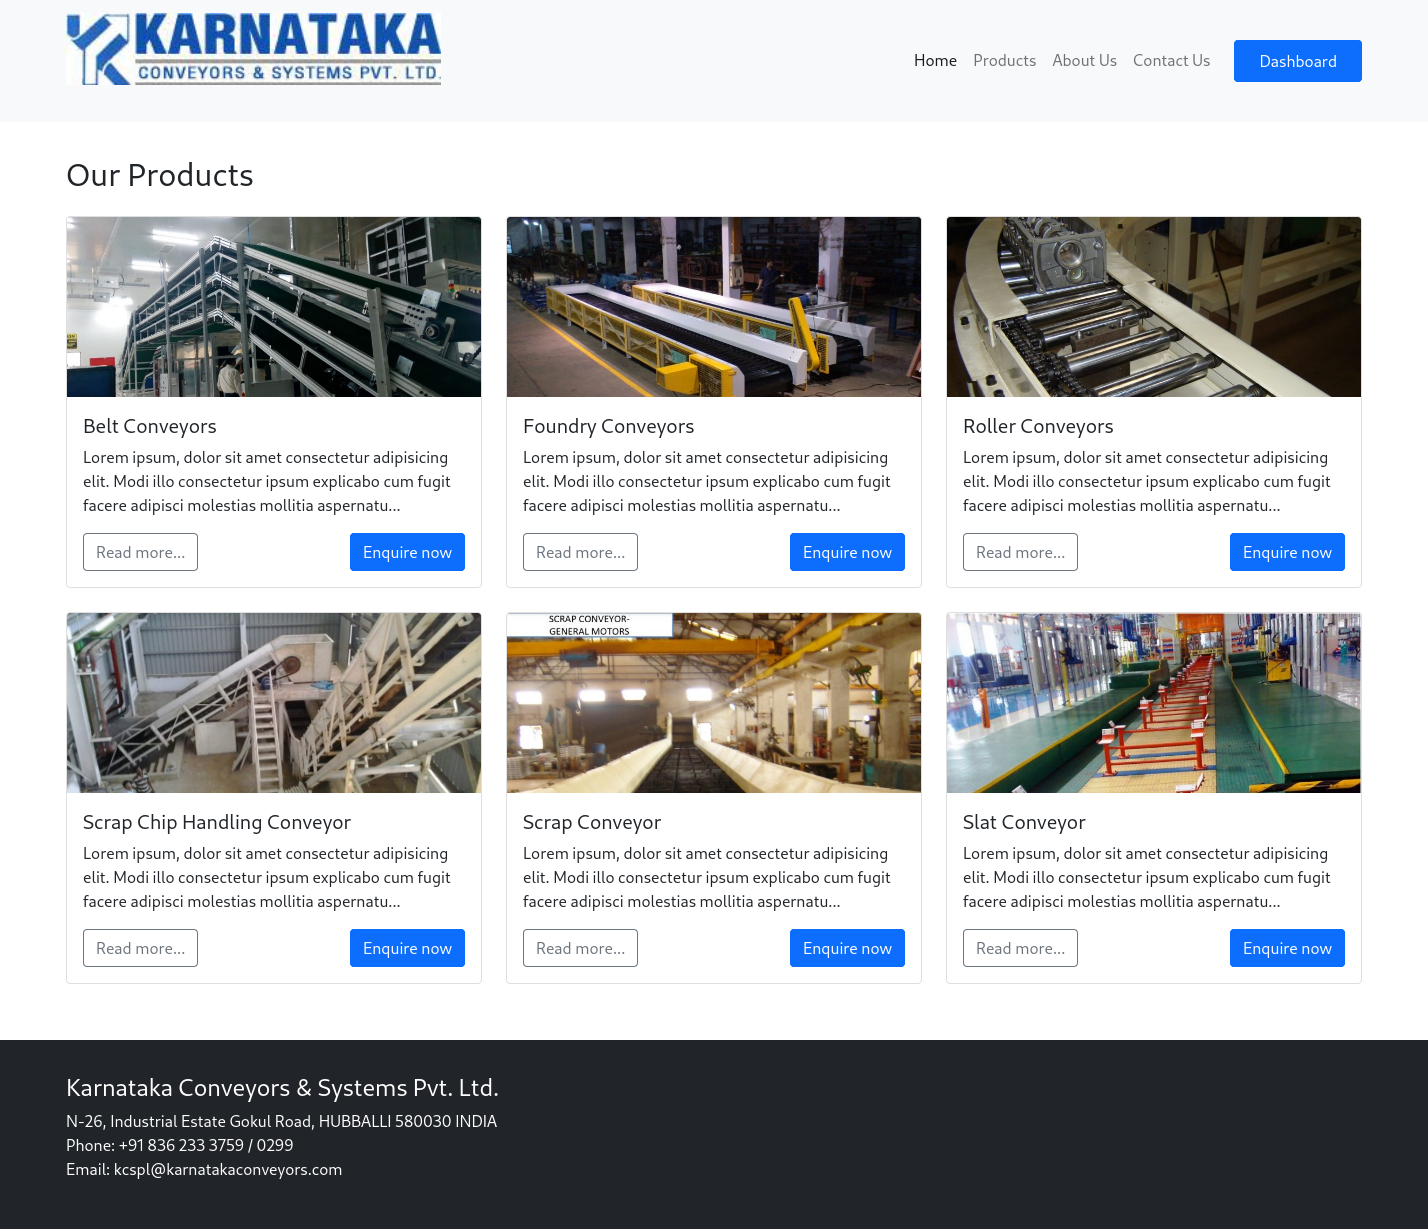 KARNATAKA
CONVEYORS & SYSTEMS PVT. LTD.
Home
Products
About Us
Contact Us
Dashboard
Our Products
Belt Conveyors
Lorem ipsum, dolor sit amet consectetur adipisicing
elit. Modi illo consectetur ipsum explicabo cum fugit
facere adipisci molestias mollitia aspernatu...
Read more...
Enquire now
Foundry Conveyors
Lorem ipsum, dolor sit amet consectetur adipisicing
elit. Modi illo consectetur ipsum explicabo cum fugit
facere adipisci molestias mollitia aspernatu...
Read more...
Enquire now
Roller Conveyors
Lorem ipsum, dolor sit amet consectetur adipisicing
elit. Modi illo consectetur ipsum explicabo cum fugit
facere adipisci molestias mollitia aspernatu...
Read more...
Enquire now
Scrap Chip Handling Conveyor
Lorem ipsum, dolor sit amet consectetur adipisicing
elit. Modi illo consectetur ipsum explicabo cum fugit
facere adipisci molestias mollitia aspernatu...
Read more...
Enquire now
SCRAP CONVEYOR-
GENERAL MOTORS
Scrap Conveyor
Lorem ipsum, dolor sit amet consectetur adipisicing
elit. Modi illo consectetur ipsum explicabo cum fugit
facere adipisci molestias mollitia aspernatu...
Read more...
Enquire now
Slat Conveyor
Lorem ipsum, dolor sit amet consectetur adipisicing
elit. Modi illo consectetur ipsum explicabo cum fugit
facere adipisci molestias mollitia aspernatu...
Read more...
Enquire now
Karnataka Conveyors & Systems Pvt. Ltd.
N-26, Industrial Estate Gokul Road, HUBBALLI 580030 INDIA
Phone: +91 836 233 3759 / 0299
Email: kcspl@karnatakaconveyors.com